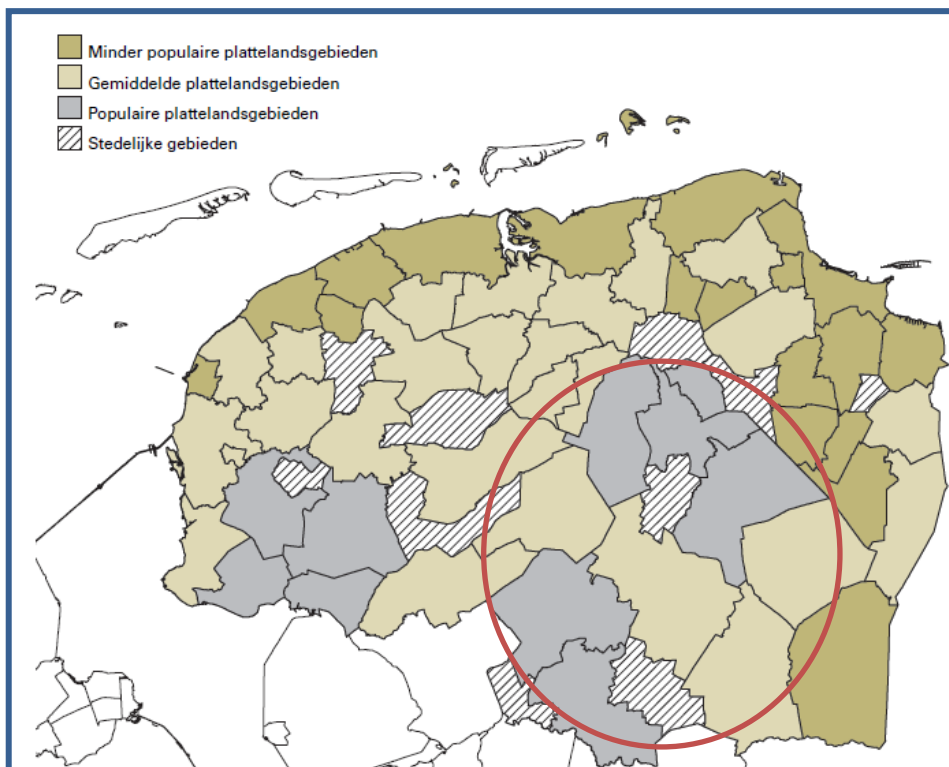 Minder populaire plattelandsgebieden
Gemiddelde plattelandsgebieden
Populaire plattelandsgebieden
Stedelijke gebieden